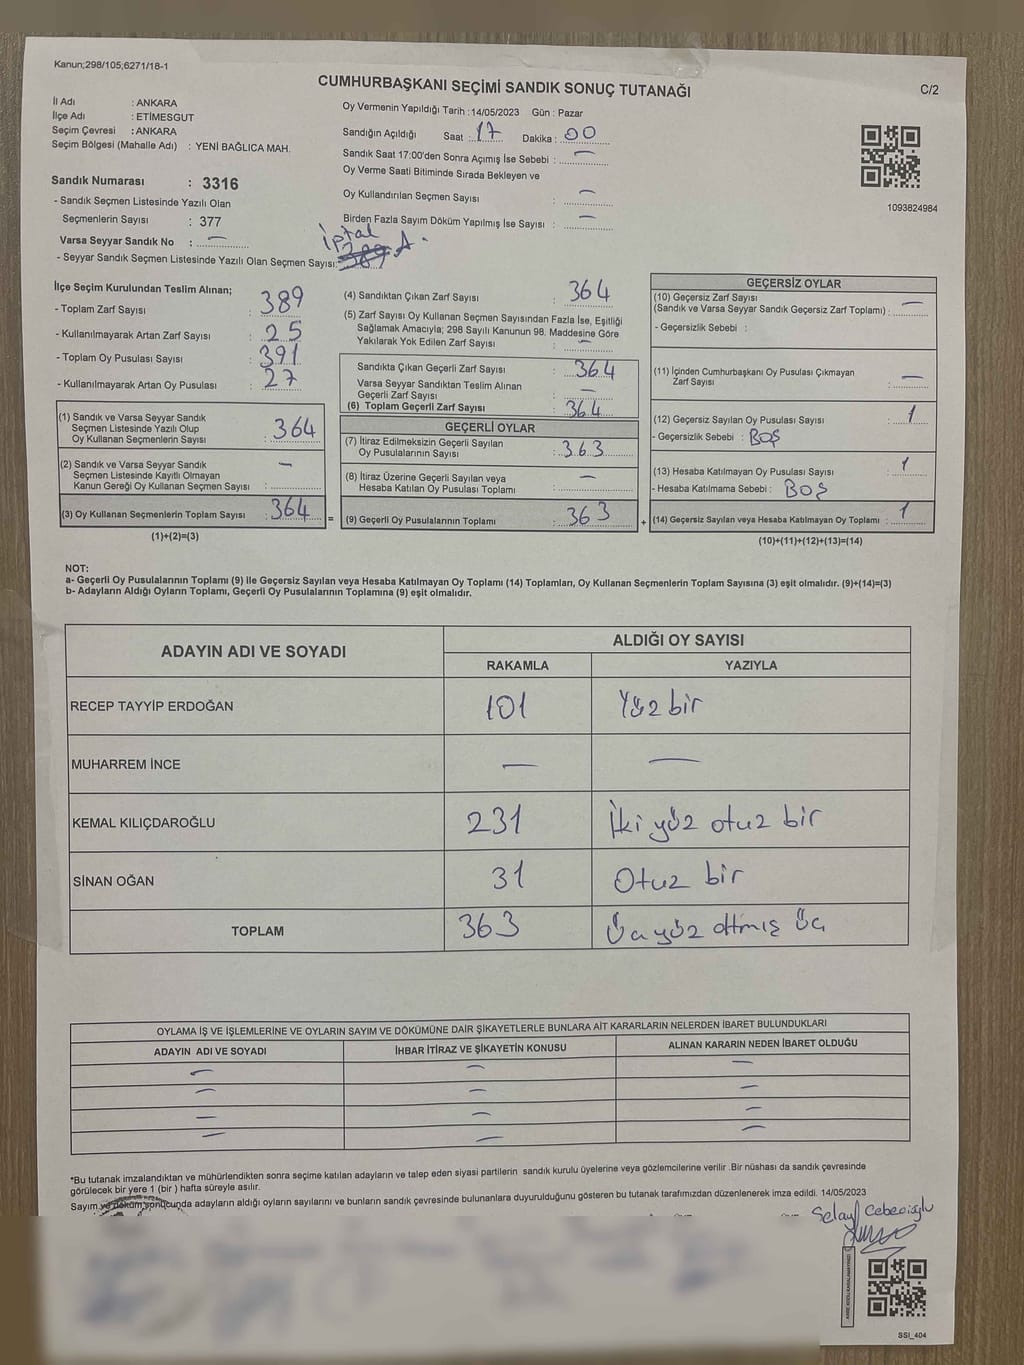 Kanun;298/105;6271/18-1
CUMHURBAŞKANI SEÇİMİ SANDIK SONUÇ TUTANAĞI
C/2
İl Adı : ANKARA
İlçe Adı : ETİMESGUT
Seçim Çevresi : ANKARA
Seçim Bölgesi (Mahalle Adı) : YENİ BAĞLICA MAH.
Sandık Numarası : 3316
- Sandık Seçmen Listesinde Yazılı Olan
Seçmenlerin Sayısı : 377
Varsa Seyyar Sandık No : —
- Seyyar Sandık Seçmen Listesinde Yazılı Olan Seçmen Sayısı: 389
İptal
A.
Oy Vermenin Yapıldığı Tarih :14/05/2023 Gün : Pazar
Sandığın Açıldığı Saat : 17 Dakika : 00
Sandık Saat 17:00'den Sonra Açımış İse Sebebi : —
Oy Verme Saati Bitiminde Sırada Bekleyen ve
Oy Kullandırılan Seçmen Sayısı : —
Birden Fazla Sayım Döküm Yapılmış İse Sayısı : —
1093824984
İlçe Seçim Kurulundan Teslim Alınan;
- Toplam Zarf Sayısı : 389
- Kullanılmayarak Artan Zarf Sayısı : 25
- Toplam Oy Pusulası Sayısı : 391
- Kullanılmayarak Artan Oy Pusulası : 27
(1) Sandık ve Varsa Seyyar Sandık
Seçmen Listesinde Yazılı Olup
Oy Kullanan Seçmenlerin Sayısı : 364
(2) Sandık ve Varsa Seyyar Sandık
Seçmen Listesinde Kayıtlı Olmayan
Kanun Gereği Oy Kullanan Seçmen Sayısı : —
(3) Oy Kullanan Seçmenlerin Toplam Sayısı : 364
(1)+(2)=(3)
=
(4) Sandıktan Çıkan Zarf Sayısı : 364
(5) Zarf Sayısı Oy Kullanan Seçmen Sayısından Fazla İse, Eşitliği
Sağlamak Amacıyla; 298 Sayılı Kanunun 98. Maddesine Göre
Yakılarak Yok Edilen Zarf Sayısı : —
Sandıkta Çıkan Geçerli Zarf Sayısı : 364
Varsa Seyyar Sandıktan Teslim Alınan
Geçerli Zarf Sayısı : —
(6) Toplam Geçerli Zarf Sayısı : 364
GEÇERLİ OYLAR
(7) İtiraz Edilmeksizin Geçerli Sayılan
Oy Pusulalarının Sayısı : 363
(8) İtiraz Üzerine Geçerli Sayılan veya
Hesaba Katılan Oy Pusulası Toplamı : —
(9) Geçerli Oy Pusulalarının Toplamı : 363
+
GEÇERSİZ OYLAR
(10) Geçersiz Zarf Sayısı
(Sandık ve Varsa Seyyar Sandık Geçersiz Zarf Toplamı) : —
- Geçersizlik Sebebi :
(11) İçinden Cumhurbaşkanı Oy Pusulası Çıkmayan
Zarf Sayısı : —
(12) Geçersiz Sayılan Oy Pusulası Sayısı : 1
- Geçersizlik Sebebi : BOŞ
(13) Hesaba Katılmayan Oy Pusulası Sayısı : 1
- Hesaba Katılmama Sebebi : BOŞ
(14) Geçersiz Sayılan veya Hesaba Katılmayan Oy Toplamı : 1
(10)+(11)+(12)+(13)=(14)
NOT:
a- Geçerli Oy Pusulalarının Toplamı (9) ile Geçersiz Sayılan veya Hesaba Katılmayan Oy Toplamı (14) Toplamları, Oy Kullanan Seçmenlerin Toplam Sayısına (3) eşit olmalıdır. (9)+(14)=(3)
b- Adayların Aldığı Oyların Toplamı, Geçerli Oy Pusulalarının Toplamına (9) eşit olmalıdır.
ADAYIN ADI VE SOYADI
ALDIĞI OY SAYISI
RAKAMLA YAZIYLA
RECEP TAYYİP ERDOĞAN 101 Yüz bir
MUHARREM İNCE — —
KEMAL KILIÇDAROĞLU 231 İki yüz otuz bir
SİNAN OĞAN 31 Otuz bir
TOPLAM 363 Üç yüz altmış üç
OYLAMA İŞ VE İŞLEMLERİNE VE OYLARIN SAYIM VE DÖKÜMÜNE DAİR ŞİKAYETLERLE BUNLARA AİT KARARLARIN NELERDEN İBARET BULUNDUKLARI
ADAYIN ADI VE SOYADI İHBAR İTİRAZ VE ŞİKAYETİN KONUSU ALINAN KARARIN NEDEN İBARET OLDUĞU
— — —
— — —
— — —
— — —
*Bu tutanak imzalandıktan ve mühürlendikten sonra seçime katılan adayların ve talep eden siyasi partilerin sandık kurulu üyelerine veya gözlemcilerine verilir .Bir nüshası da sandık çevresinde
görülecek bir yere 1 (bir ) hafta süreyle asılır.
Sayım ve döküm sonucunda adayların aldığı oyların sayılarını ve bunların sandık çevresinde bulunanlara duyurulduğunu gösteren bu tutanak tarafımızdan düzenlenerek imza edildi. 14/05/2023
Cebecioğlu
SSI_404